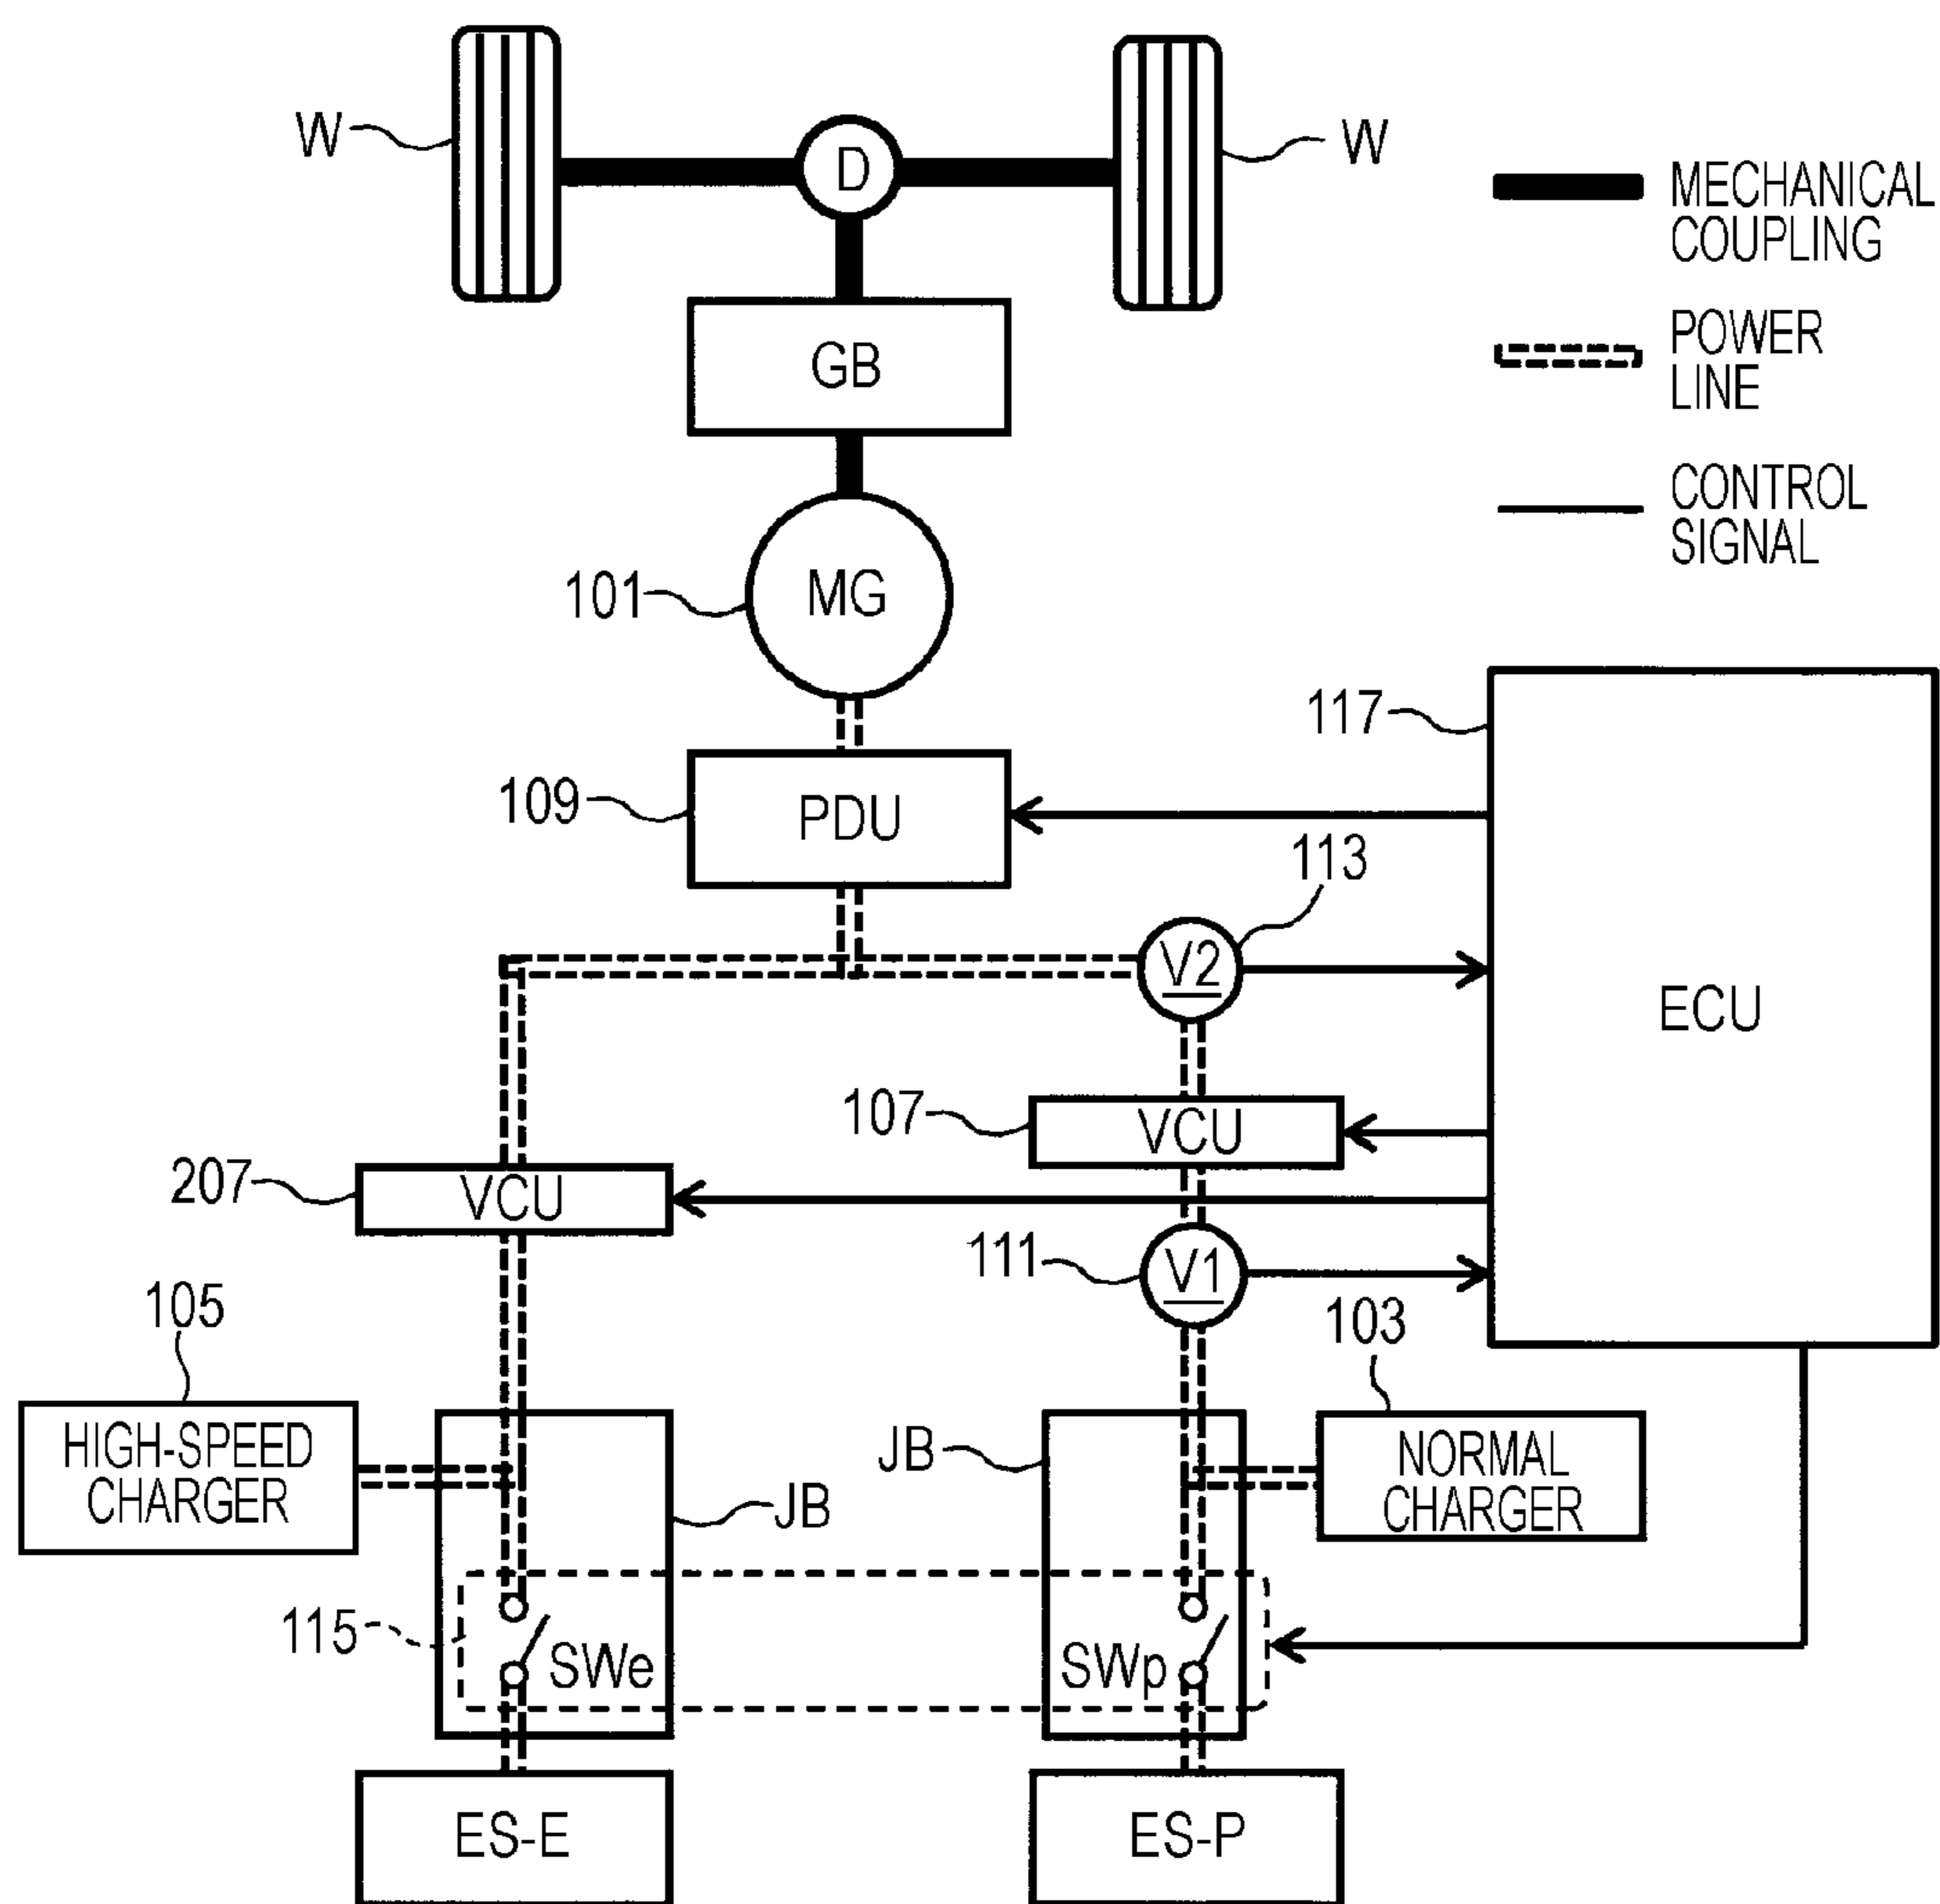 W
D
W
MECHANICAL
COUPLING
GB
POWER
LINE
CONTROL
SIGNAL
101
MG
117
109
PDU
113
V2
ECU
107
VCU
207
VCU
111
V1
105
103
HIGH-SPEED
CHARGER
JB
NORMAL
CHARGER
JB
115
SWe
SWp
ES-E
ES-P